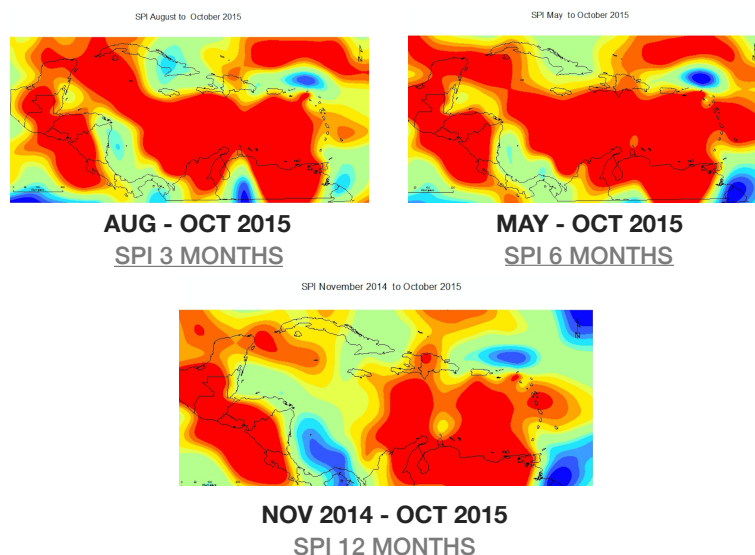 SPI August to October 2015
SPI May to October 2015
AUG - OCT 2015
SPI 3 MONTHS
MAY - OCT 2015
SPI 6 MONTHS
SPI November 2014 to October 2015
NOV 2014 - OCT 2015
SPI 12 MONTHS